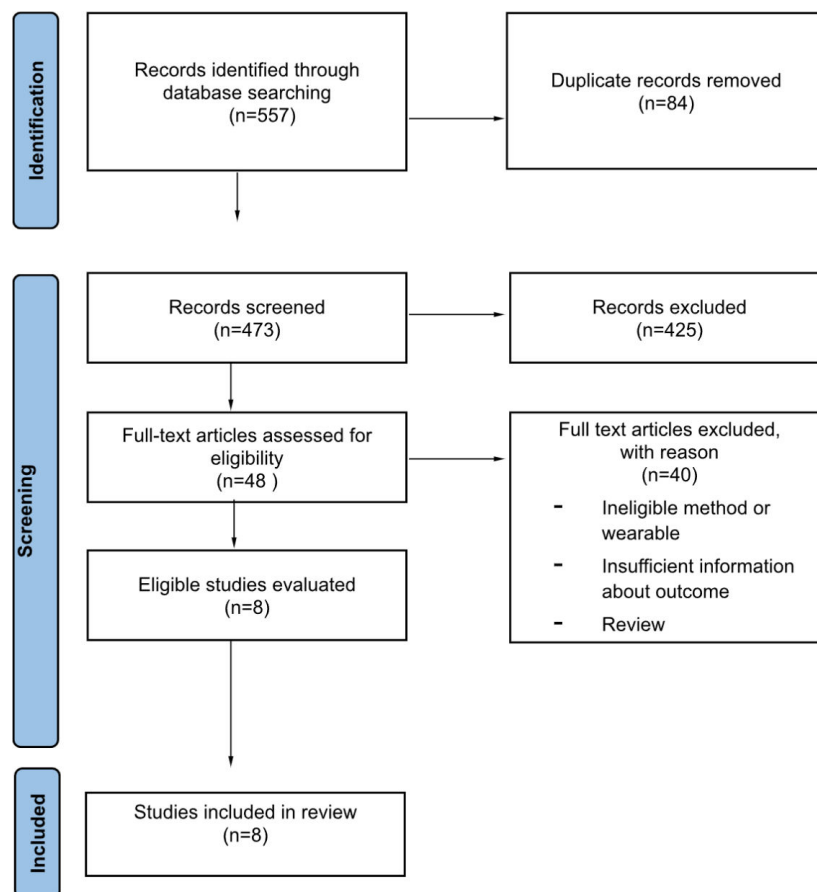 Identification
Records identified through
database searching
(n=557)
Duplicate records removed
(n=84)
Screening
Records screened
(n=473)
Records excluded
(n=425)
Full-text articles assessed for
eligibility
(n=48 )
Full text articles excluded,
with reason
(n=40)
- Ineligible method or
wearable
- Insufficient information
about outcome
- Review
Eligible studies evaluated
(n=8)
Included
Studies included in review
(n=8)